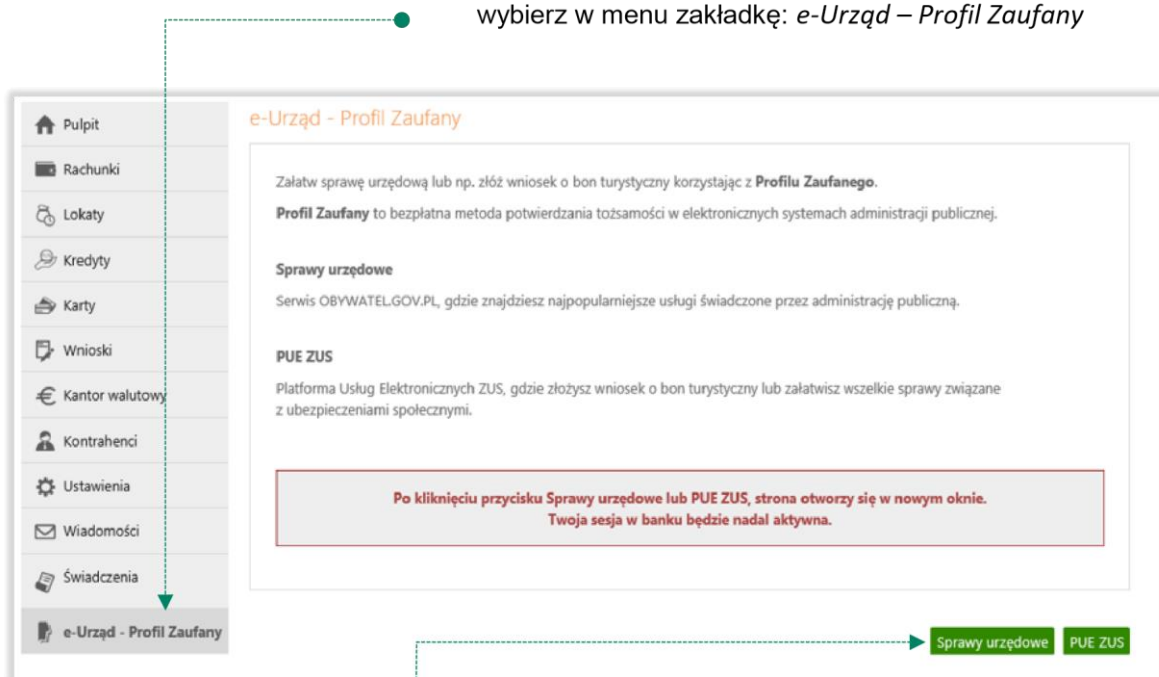 wybierz w menu zakładkę: e-Urząd – Profil Zaufany
Pulpit
Rachunki
Lokaty
Kredyty
Karty
Wnioski
Kantor walutowy
Kontrahenci
Ustawienia
Wiadomości
Świadczenia
e-Urząd - Profil Zaufany
e-Urząd - Profil Zaufany
Załatw sprawę urzędową lub np. złóż wniosek o bon turystyczny korzystając z Profilu Zaufanego.
Profil Zaufany to bezpłatna metoda potwierdzania tożsamości w elektronicznych systemach administracji publicznej.
Sprawy urzędowe
Serwis OBYWATEL.GOV.PL, gdzie znajdziesz najpopularniejsze usługi świadczone przez administrację publiczną.
PUE ZUS
Platforma Usług Elektronicznych ZUS, gdzie złożysz wniosek o bon turystyczny lub załatwisz wszelkie sprawy związane
z ubezpieczeniami społecznymi.
Po kliknięciu przycisku Sprawy urzędowe lub PUE ZUS, strona otworzy się w nowym oknie.
Twoja sesja w banku będzie nadal aktywna.
Sprawy urzędowe
PUE ZUS